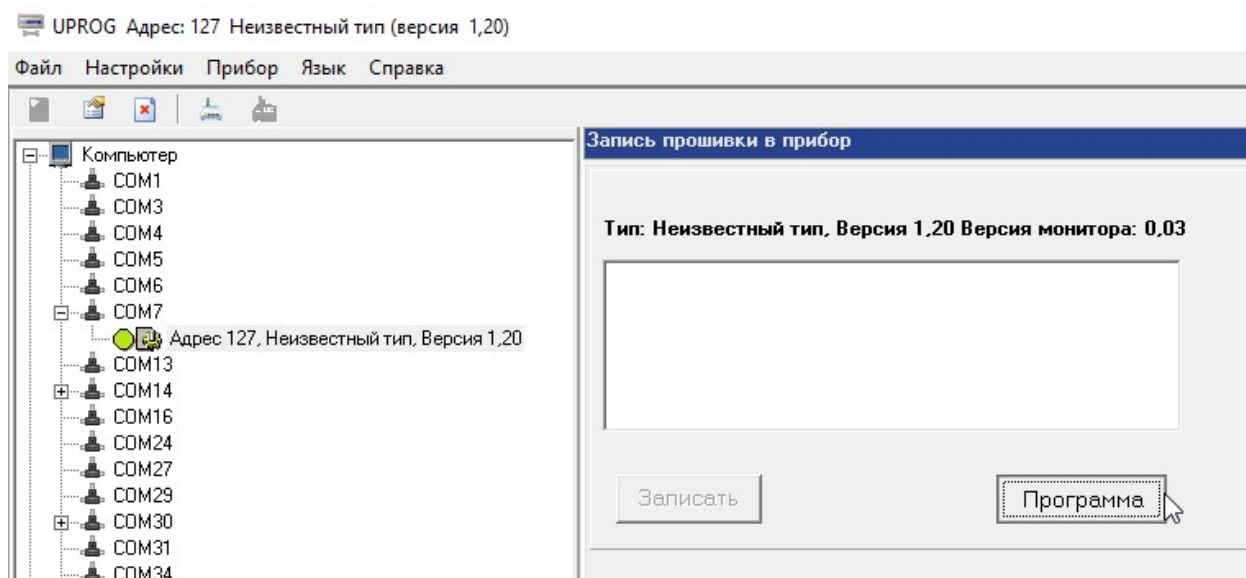 UPROG Адрес: 127 Неизвестный тип (версия 1,20)
Файл Настройки Прибор Язык Справка
Компьютер
COM1
COM3
COM4
COM5
COM6
COM7
Адрес 127, Неизвестный тип, Версия 1,20
COM13
COM14
COM16
COM24
COM27
COM29
COM30
COM31
COM34
Запись прошивки в прибор
Тип: Неизвестный тип, Версия 1,20 Версия монитора: 0,03
Записать
Программа